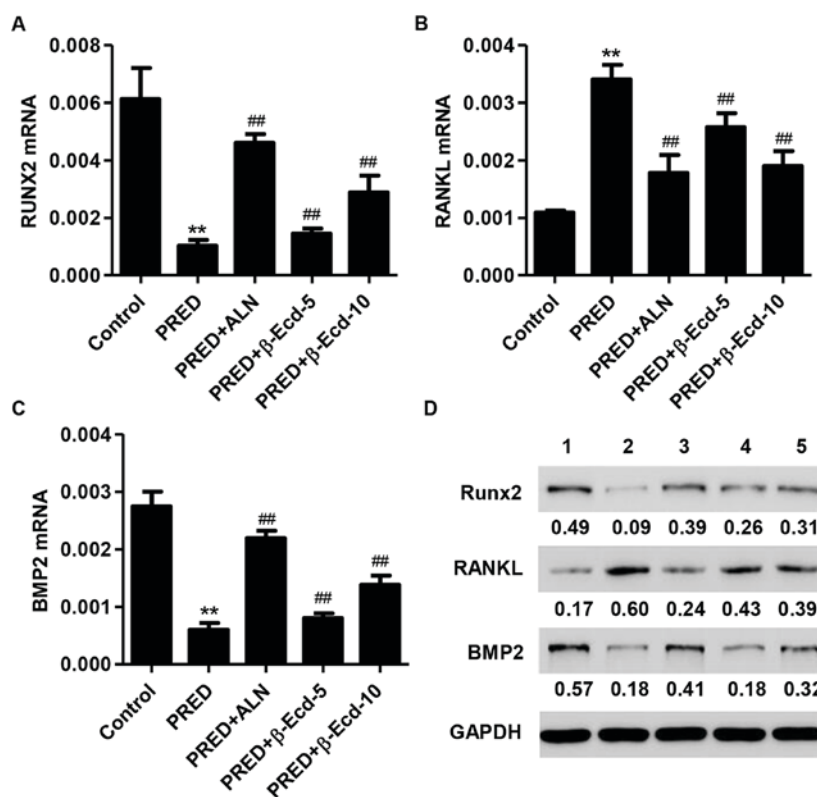 A
RUNX2 mRNA
0.008
0.006
0.004
0.002
0.000
**
##
##
##
Control
PRED
PRED+ALN
PRED+β-Ecd-5
PRED+β-Ecd-10
B
RANKL mRNA
0.004
0.003
0.002
0.001
0.000
**
##
##
##
Control
PRED
PRED+ALN
PRED+β-Ecd-5
PRED+β-Ecd-10
C
BMP2 mRNA
0.004
0.003
0.002
0.001
0.000
**
##
##
##
Control
PRED
PRED+ALN
PRED+β-Ecd-5
PRED+β-Ecd-10
D
1 2 3 4 5
Runx2
0.49 0.09 0.39 0.26 0.31
RANKL
0.17 0.60 0.24 0.43 0.39
BMP2
0.57 0.18 0.41 0.18 0.32
GAPDH